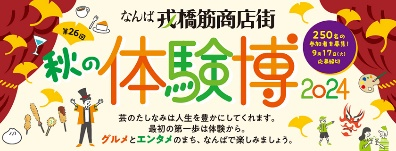 なんば 戎橋筋商店街
第26回
秋の体験博2024
250名の
参加者を募集!
9月17日(火)
応募締切
芸のたしなみは人生を豊かにしてくれます。
最初の第一歩は体験から。
グルメとエンタメのまち、なんばで楽しみましょう。